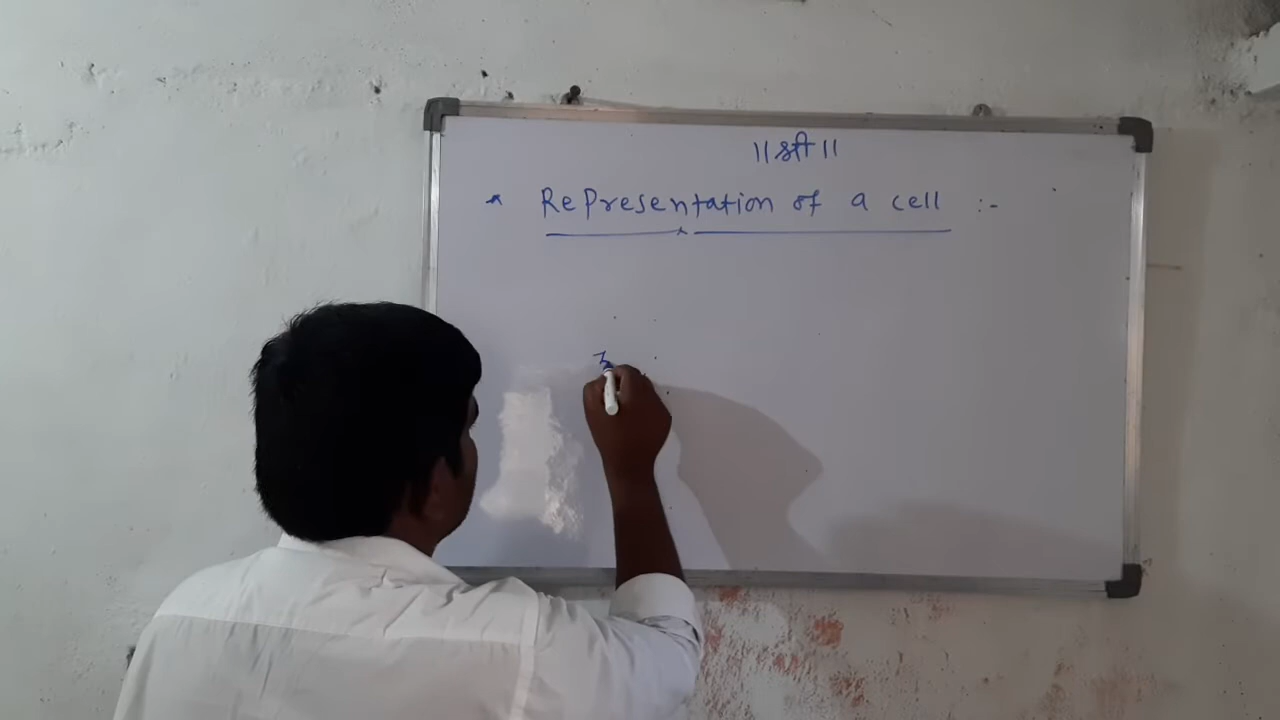 ||श्री||
* Representation of a cell :-